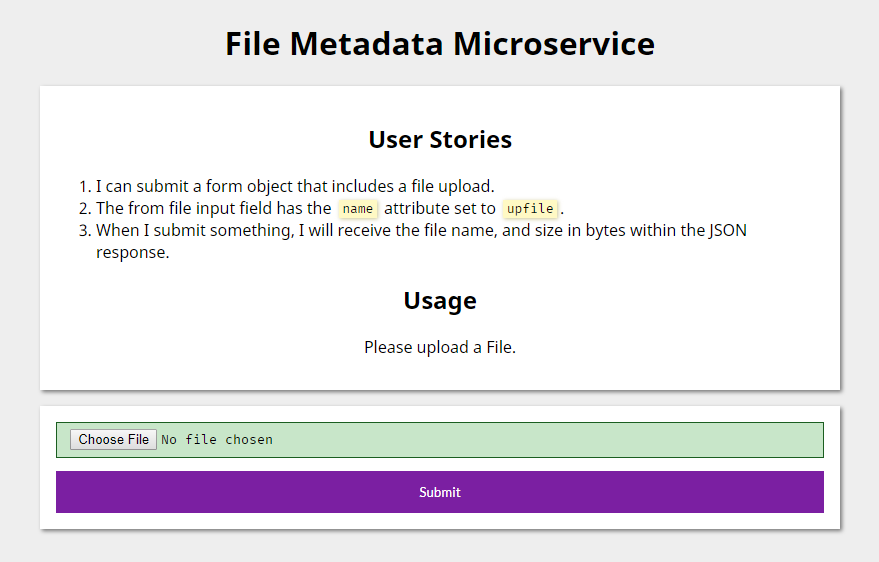 File Metadata Microservice
User Stories
1. I can submit a form object that includes a file upload.
2. The from file input field has the name attribute set to upfile.
3. When I submit something, I will receive the file name, and size in bytes within the JSON
response.
Usage
Please upload a File.
Choose File No file chosen
Submit